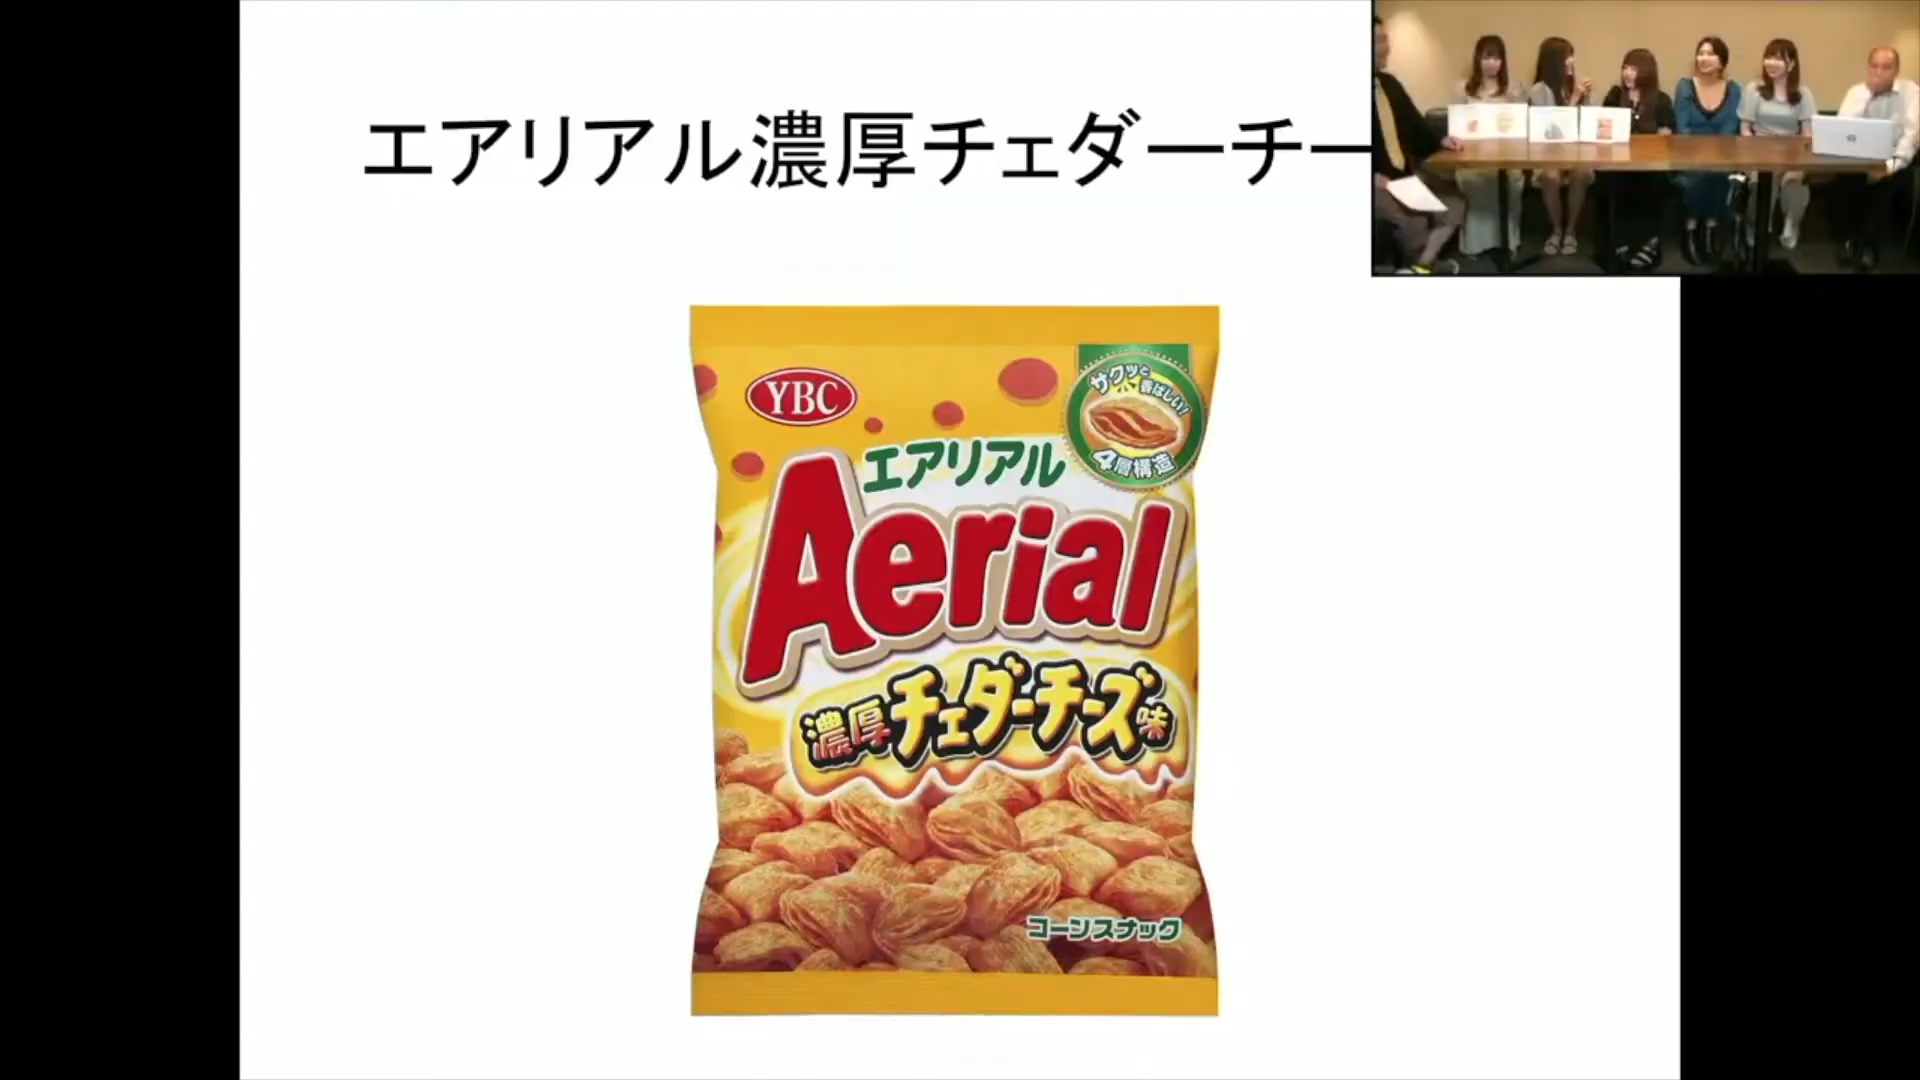 エアリアル濃厚チェダーチー
YBC
サクッと
香ばしい!
4層構造
エアリアル
Aerial
濃厚チェダーチーズ味
コーンスナック